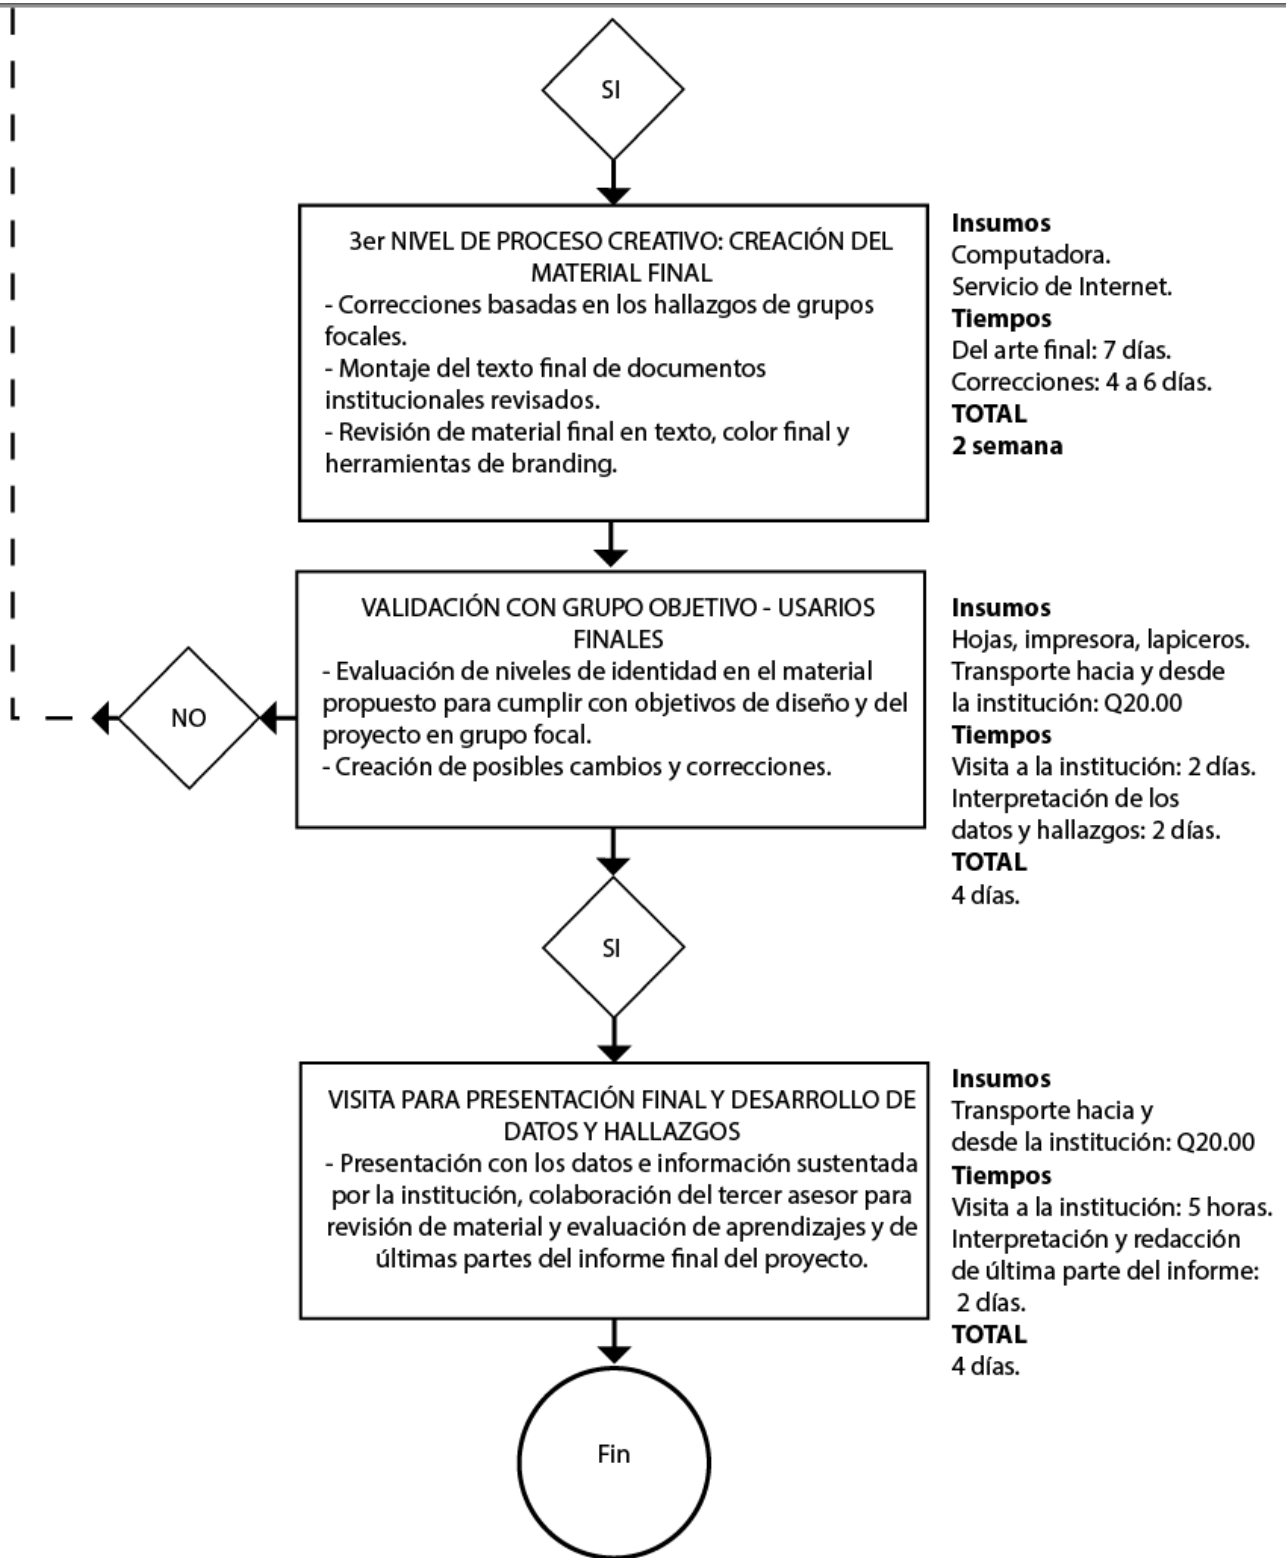 SI
3er NIVEL DE PROCESO CREATIVO: CREACIÓN DEL
MATERIAL FINAL
- Correcciones basadas en los hallazgos de grupos
focales.
- Montaje del texto final de documentos
institucionales revisados.
- Revisión de material final en texto, color final y
herramientas de branding.
Insumos
Computadora.
Servicio de Internet.
Tiempos
Del arte final: 7 días.
Correcciones: 4 a 6 días.
TOTAL
2 semana
VALIDACIÓN CON GRUPO OBJETIVO - USARIOS
FINALES
- Evaluación de niveles de identidad en el material
propuesto para cumplir con objetivos de diseño y del
proyecto en grupo focal.
- Creación de posibles cambios y correcciones.
NO
Insumos
Hojas, impresora, lapiceros.
Transporte hacia y desde
la institución: Q20.00
Tiempos
Visita a la institución: 2 días.
Interpretación de los
datos y hallazgos: 2 días.
TOTAL
4 días.
SI
VISITA PARA PRESENTACIÓN FINAL Y DESARROLLO DE
DATOS Y HALLAZGOS
- Presentación con los datos e información sustentada
por la institución, colaboración del tercer asesor para
revisión de material y evaluación de aprendizajes y de
últimas partes del informe final del proyecto.
Insumos
Transporte hacia y
desde la institución: Q20.00
Tiempos
Visita a la institución: 5 horas.
Interpretación y redacción
de última parte del informe:
2 días.
TOTAL
4 días.
Fin